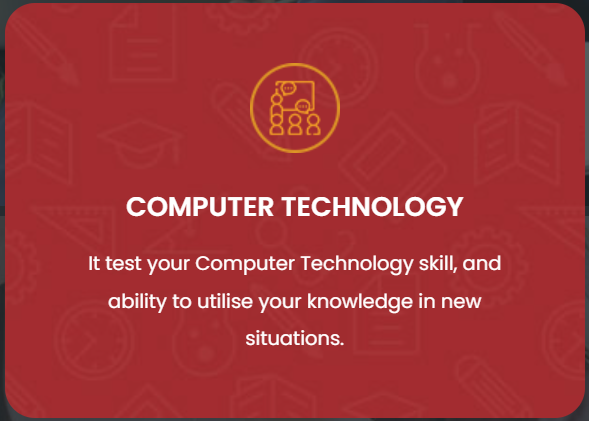 COMPUTER TECHNOLOGY
It test your Computer Technology skill, and
ability to utilise your knowledge in new
situations.